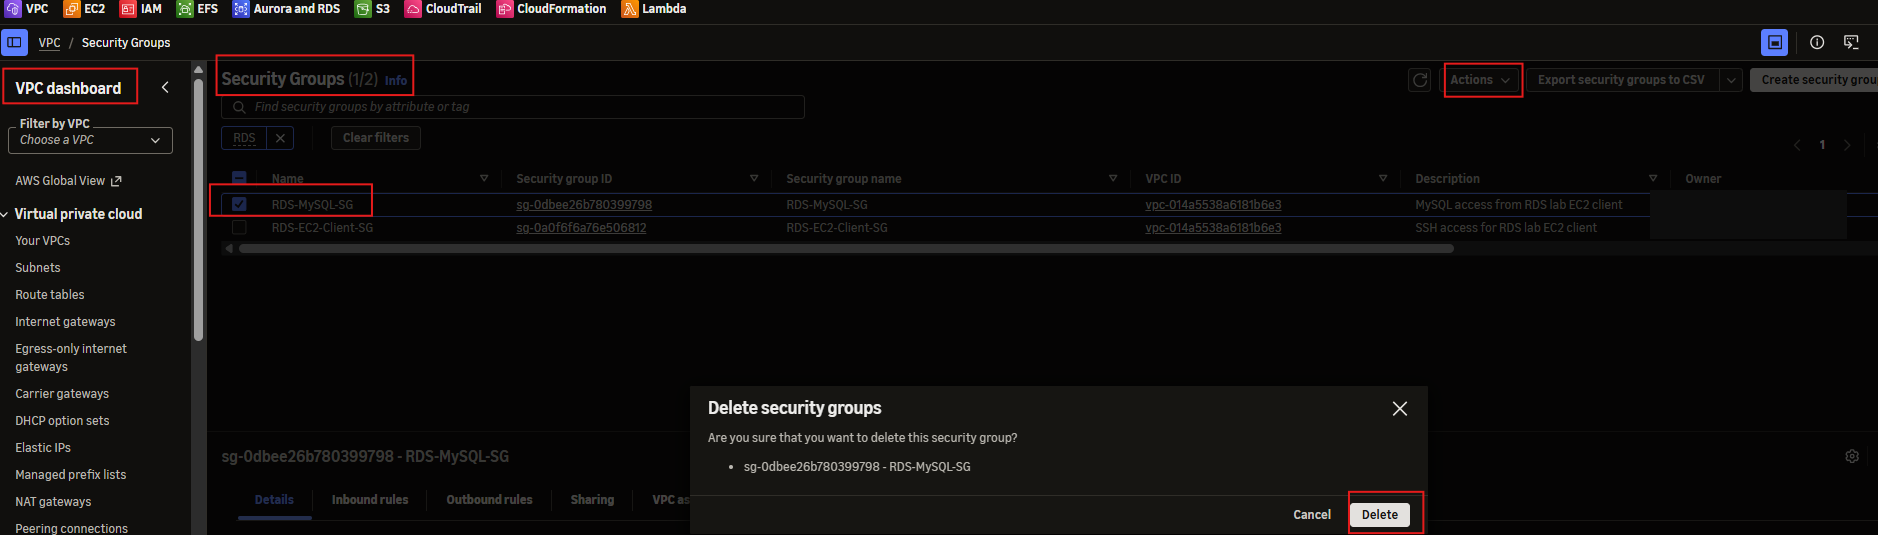 VPC EC2 IAM EFS Aurora and RDS S3 CloudTrail CloudFormation Lambda
VPC / Security Groups
VPC dashboard
Filter by VPC
Choose a VPC
AWS Global View
Virtual private cloud
Your VPCs
Subnets
Route tables
Internet gateways
Egress-only internet
gateways
Carrier gateways
DHCP option sets
Elastic IPs
Managed prefix lists
NAT gateways
Peering connections
Security Groups (1/2) Info
Actions Export security groups to CSV Create security grou
Find security groups by attribute or tag
RDS Clear filters
1
Name Security group ID Security group name VPC ID Description Owner
RDS-MySQL-SG sg-0dbee26b780399798 RDS-MySQL-SG vpc-014a5538a6181b6e3 MySQL access from RDS lab EC2 client
RDS-EC2-Client-SG sg-0a0f6f6a76e506812 RDS-EC2-Client-SG vpc-014a5538a6181b6e3 SSH access for RDS lab EC2 client
sg-0dbee26b780399798 - RDS-MySQL-SG
Details Inbound rules Outbound rules Sharing VPC as
Delete security groups
Are you sure that you want to delete this security group?
• sg-0dbee26b780399798 - RDS-MySQL-SG
Cancel Delete